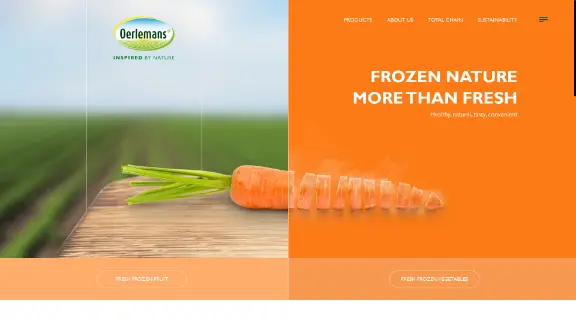 Oerlemans®
INSPIRED BY NATURE
PRODUCTS
ABOUT US
TOTAL CHAIN
SUSTAINABILITY
FROZEN NATURE
MORE THAN FRESH
Healthy, natural, tasty, convenient
FRESH FROZEN FRUIT
FRESH FROZEN VEGETABLES